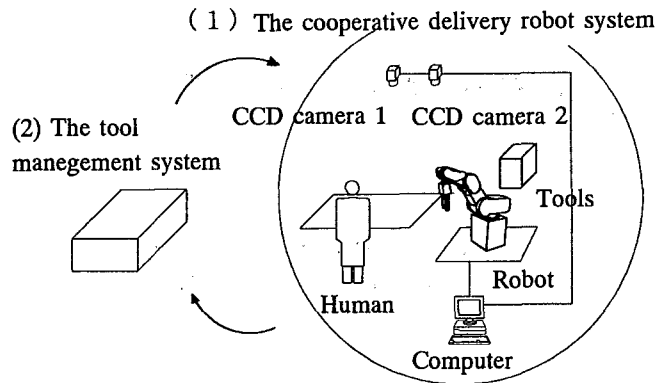 ( 1 ) The cooperative delivery robot system
CCD camera 1 CCD camera 2
(2) The tool
manegement system
Tools
Robot
Human
Computer